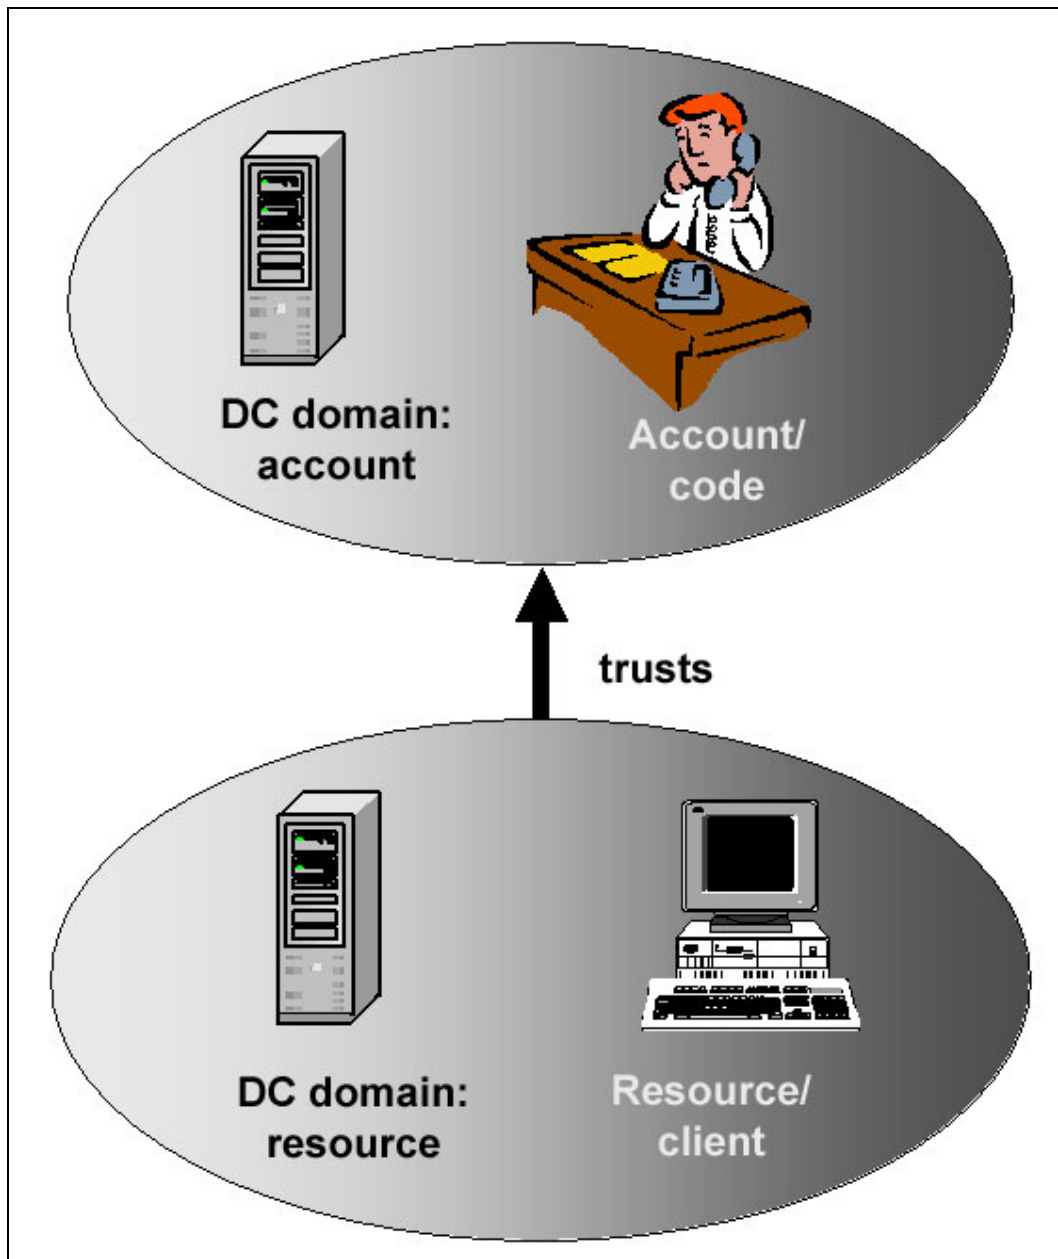 DC domain:
account
Account/
code
trusts
DC domain:
resource
Resource/
client